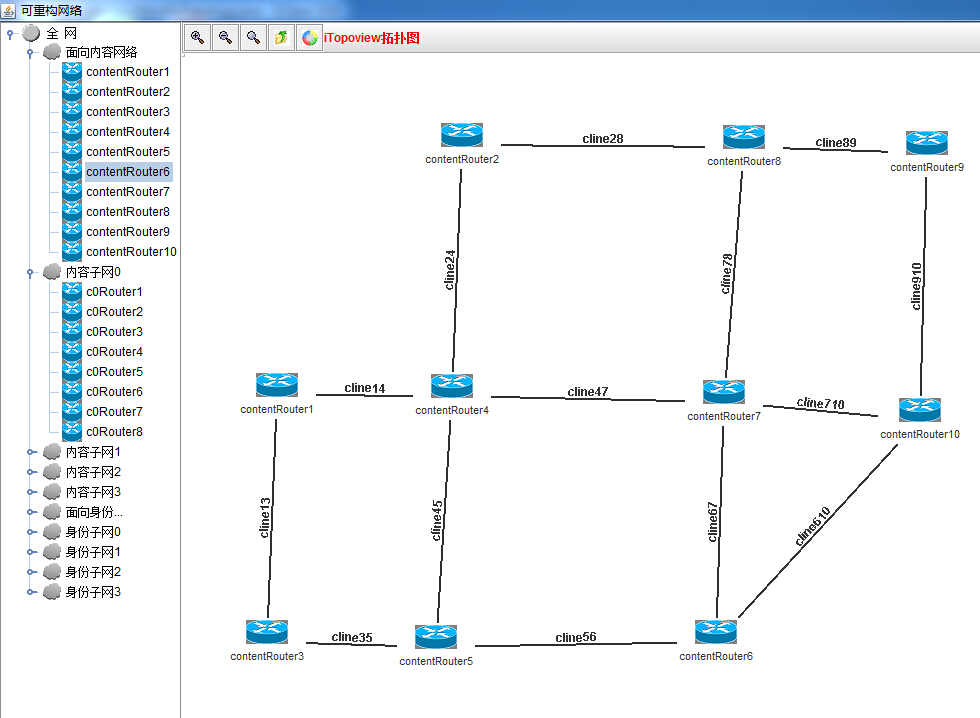 可重构网络
全 网
面向内容网络
contentRouter1
contentRouter2
contentRouter3
contentRouter4
contentRouter5
contentRouter6
contentRouter7
contentRouter8
contentRouter9
contentRouter10
内容子网0
c0Router1
c0Router2
c0Router3
c0Router4
c0Router5
c0Router6
c0Router7
c0Router8
内容子网1
内容子网2
内容子网3
面向身份...
身份子网0
身份子网1
身份子网2
身份子网3
iTopoview拓扑图
cline28
cline89
contentRouter2
contentRouter8
contentRouter9
cline24
cline78
cline910
cline14
cline47
cline710
contentRouter1
contentRouter4
contentRouter7
contentRouter10
cline13
cline45
cline67
cline610
cline35
cline56
contentRouter3
contentRouter5
contentRouter6